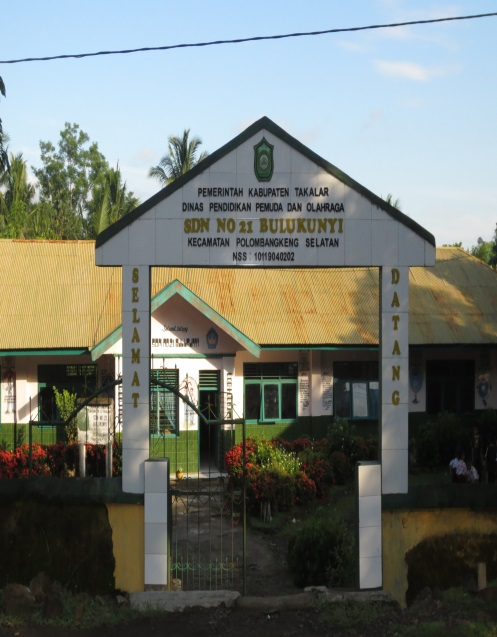 PEMERINTAH KABUPATEN TAKALAR
DINAS PENDIDIKAN PEMUDA DAN OLAHRAGA
SDN NO 21 BULUKUNYI
KECAMATAN POLOMBANGKENG SELATAN
NSS 10119040202
SELAMAT
DATANG